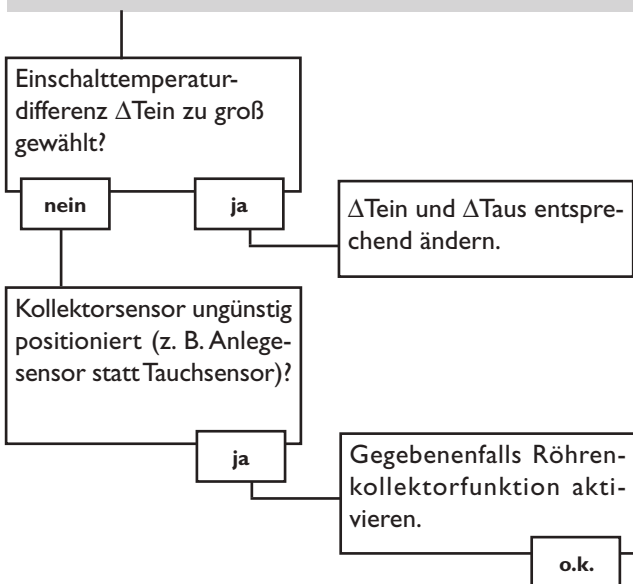 Einschalttemperatur-
differenz ΔTein zu groß
gewählt?
nein
ja
ΔTein und ΔTaus entspre-
chend ändern.
Kollektorsensor ungünstig
positioniert (z. B. Anlege-
sensor statt Tauchsensor)?
ja
Gegebenenfalls Röhren-
kollektorfunktion akti-
vieren.
o.k.